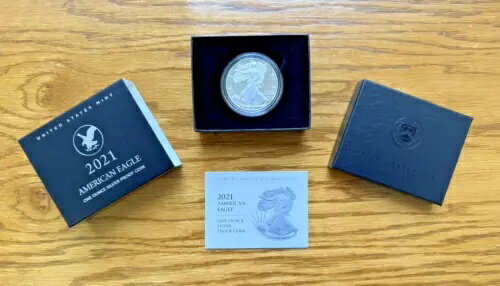 UNITED STATES MINT
2021
AMERICAN EAGLE
ONE OUNCE SILVER PROOF COIN
CERTIFICATE OF AUTHENTICITY
2021
AMERICAN
EAGLE
ONE OUNCE
SILVER
PROOF COIN